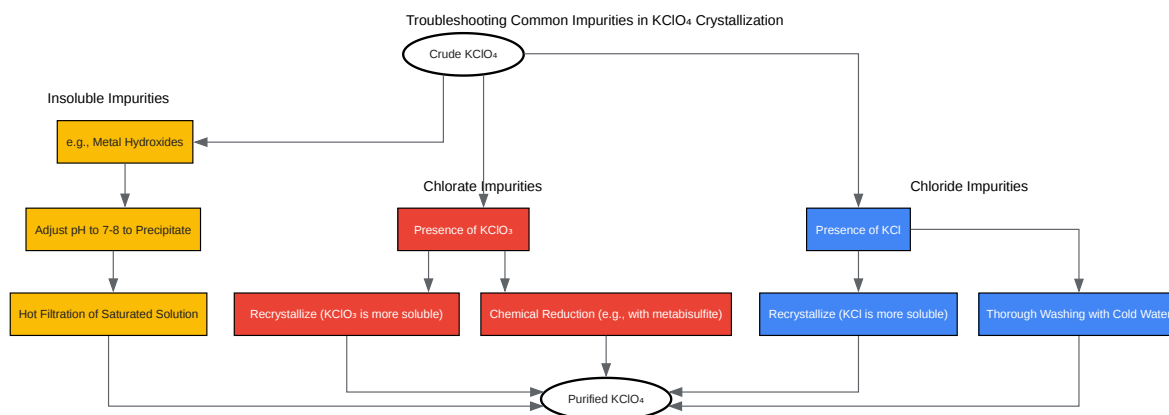 Troubleshooting Common Impurities in KClO₄ Crystallization
Crude KClO₄
Insoluble Impurities
e.g., Metal Hydroxides
Chlorate Impurities
Chloride Impurities
Adjust pH to 7-8 to Precipitate
Presence of KClO₃
Presence of KCl
Hot Filtration of Saturated Solution
Recrystallize (KClO₃ is more soluble)
Chemical Reduction (e.g., with metabisulfite)
Recrystallize (KCl is more soluble)
Thorough Washing with Cold Water
Purified KClO₄